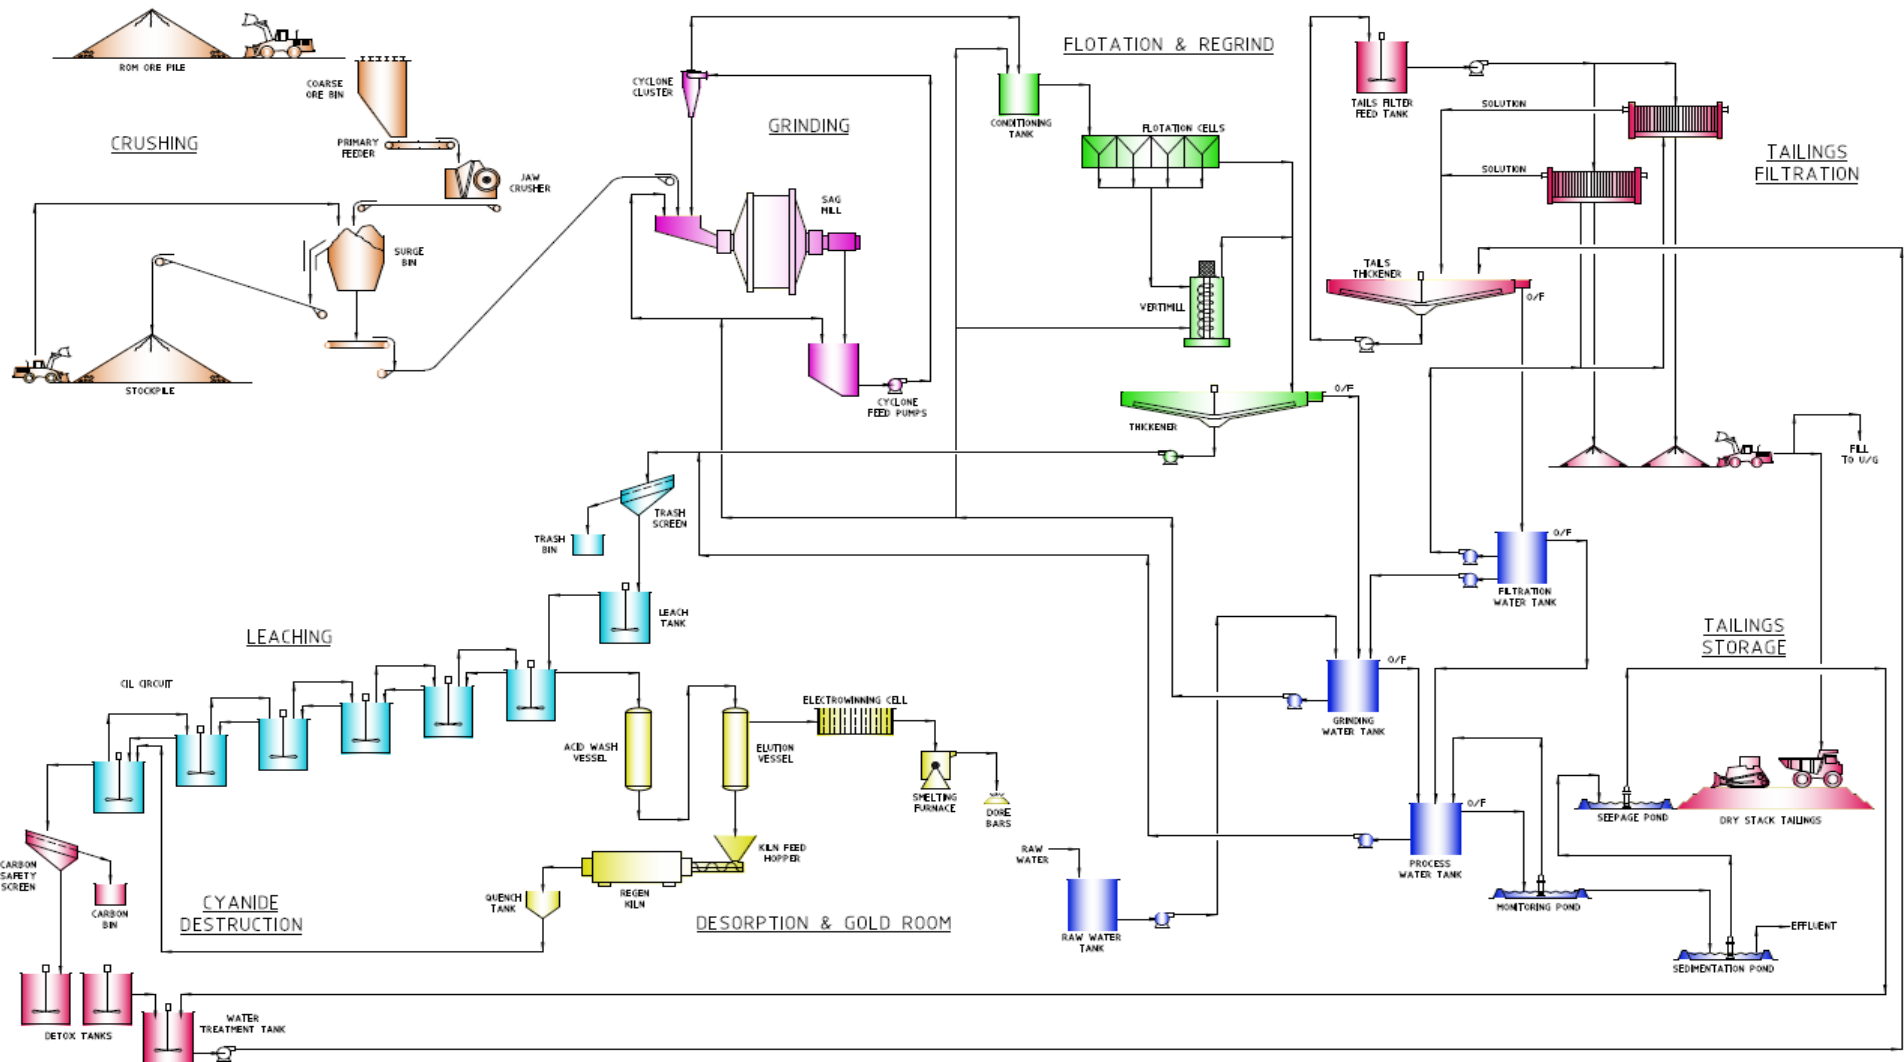 ROM ORE PILE
COARSE
ORE BIN
CRUSHING
PRIMARY
FEEDER
JAW
CRUSHER
SURGE
BIN
STOCKPILE
CYCLONE
CLUSTER
GRINDING
SAG
MILL
CYCLONE
FEED PUMPS
FLOTATION & REGRIND
CONDITIONING
TANK
FLOTATION CELLS
VERTIMILL
THICKENER
O/F
TAILS FILTER
FEED TANK
SOLUTION
SOLUTION
TAILINGS
FILTRATION
TAILS
THICKENER
O/F
FILL
TO U/G
TRASH
SCREEN
TRASH
BIN
LEACH
TANK
LEACHING
CIL CIRCUIT
CARBON
SAFETY
SCREEN
CARBON
BIN
CYANIDE
DESTRUCTION
DETOX TANKS
WATER
TREATMENT TANK
ACID WASH
VESSEL
ELUTION
VESSEL
ELECTROWINNING CELL
SMELTING
FURNACE
DORE
BARS
KILN FEED
HOPPER
REGEN
KILN
QUENCH
TANK
DESORPTION & GOLD ROOM
RAW
WATER
RAW WATER
TANK
O/F
FILTRATION
WATER TANK
O/F
GRINDING
WATER TANK
O/F
PROCESS
WATER TANK
TAILINGS
STORAGE
SEEPAGE POND
DRY STACK TAILINGS
MONITORING POND
EFFLUENT
SEDIMENTATION POND